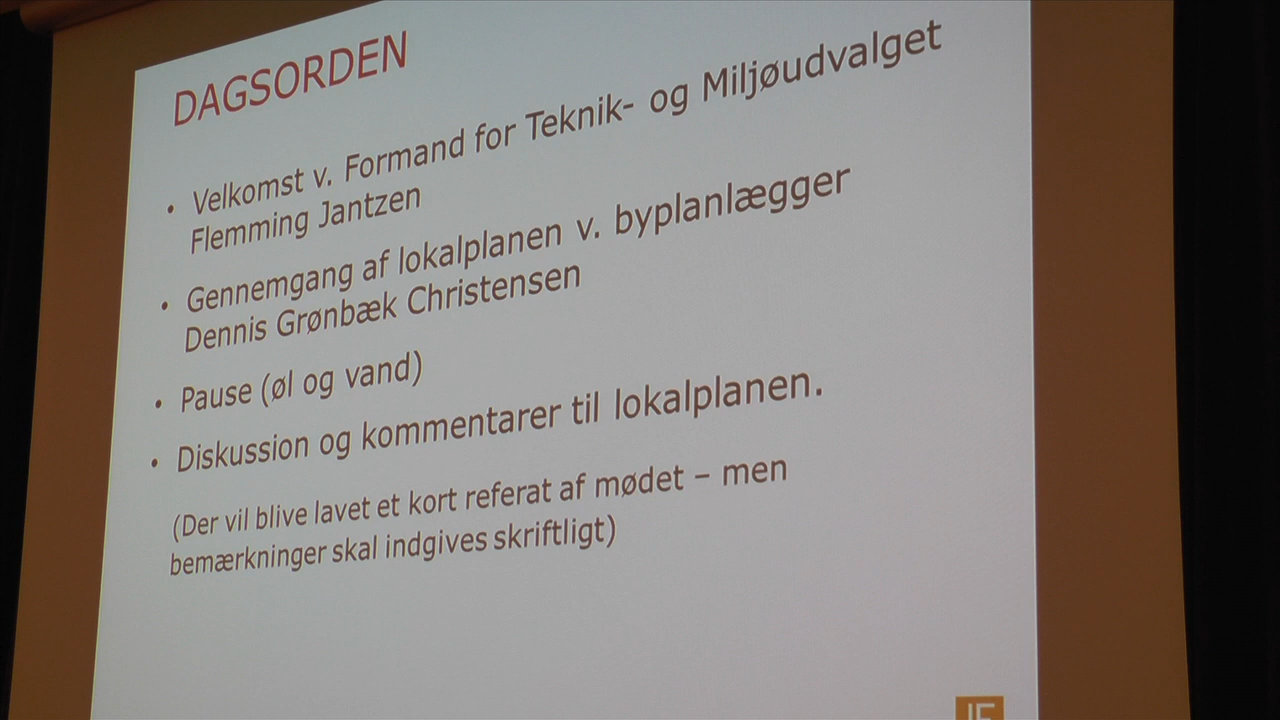 DAGSORDEN
• Velkomst v. Formand for Teknik- og Miljøudvalget
Flemming Jantzen
• Gennemgang af lokalplanen v. byplanlægger
Dennis Grønbæk Christensen
• Pause (øl og vand)
• Diskussion og kommentarer til lokalplanen.
(Der vil blive lavet et kort referat af mødet – men
bemærkninger skal indgives skriftligt)